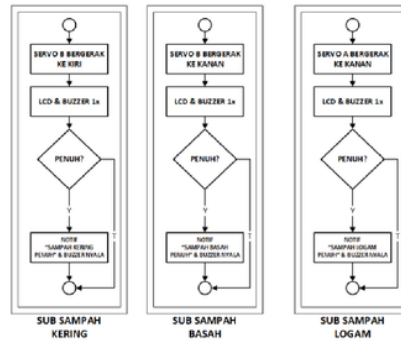 SERVO B BERGERAK
KE KIRI
LCD & BUZZER 1x
PENUH?
Y
T
NOTIF
"SAMPAH KERING
PENUH" & BUZZER NYALA
SUB SAMPAH
KERING
SERVO B BERGERAK
KE KANAN
LCD & BUZZER 1x
PENUH?
Y
T
NOTIF
"SAMPAH BASAH
PENUH" & BUZZER NYALA
SUB SAMPAH
BASAH
SERVO A BERGERAK
KE KANAN
LCD & BUZZER 1x
PENUH?
Y
T
NOTIF
"SAMPAH LOGAM
PENUH" & BUZZER NYALA
SUB SAMPAH
LOGAM